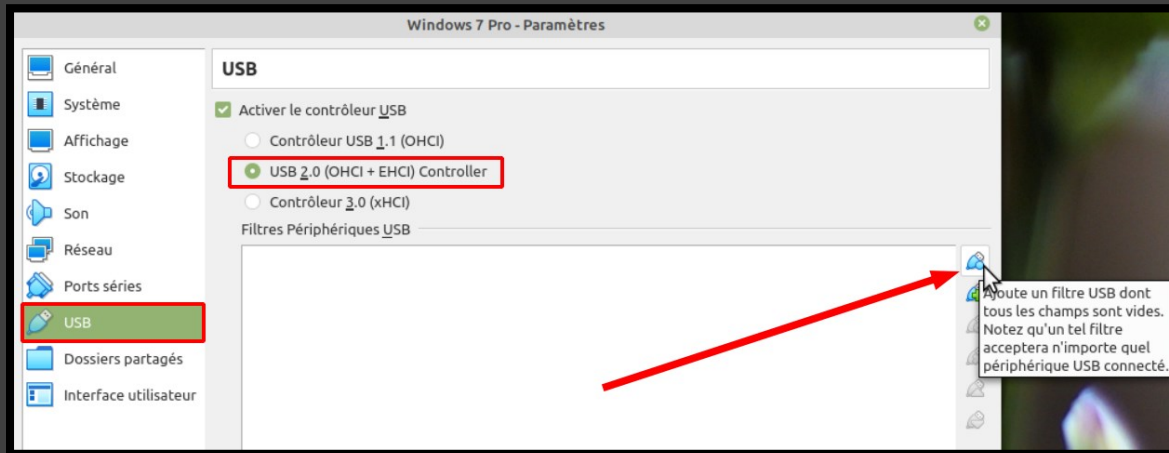 Windows 7 Pro - Paramètres
Général
Système
Affichage
Stockage
Son
Réseau
Ports séries
USB
Dossiers partagés
Interface utilisateur
USB
Activer le contrôleur USB
Contrôleur USB 1.1 (OHCI)
USB 2.0 (OHCI + EHCI) Controller
Contrôleur 3.0 (xHCI)
Filtres Périphériques USB
Ajoute un filtre USB dont
tous les champs sont vides.
Notez qu'un tel filtre
acceptera n'importe quel
périphérique USB connecté.